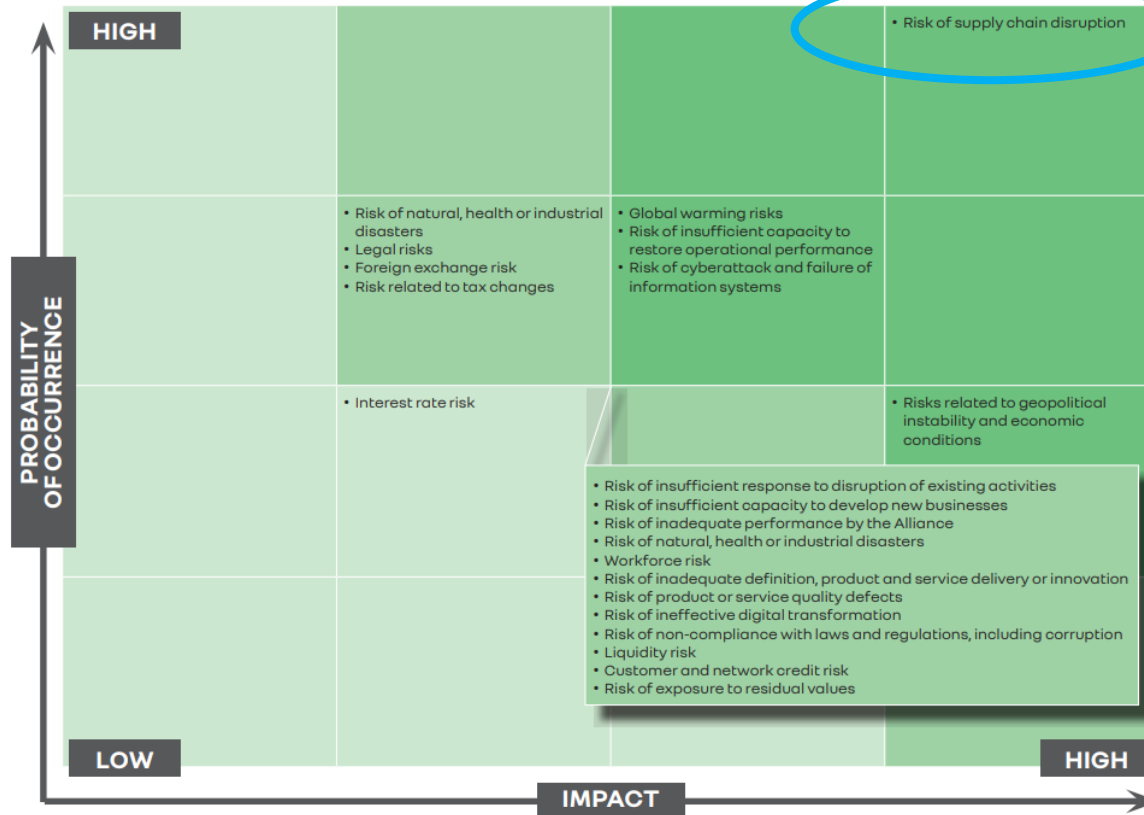 HIGH
• Risk of supply chain disruption
• Risk of natural, health or industrial
disasters
• Legal risks
• Foreign exchange risk
• Risk related to tax changes
• Global warming risks
• Risk of insufficient capacity to
restore operational performance
• Risk of cyberattack and failure of
information systems
PROBABILITY
OF OCCURRENCE
• Interest rate risk
• Risks related to geopolitical
instability and economic
conditions
• Risk of insufficient response to disruption of existing activities
• Risk of insufficient capacity to develop new businesses
• Risk of inadequate performance by the Alliance
• Risk of natural, health or industrial disasters
• Workforce risk
• Risk of inadequate definition, product and service delivery or innovation
• Risk of product or service quality defects
• Risk of ineffective digital transformation
• Risk of non-compliance with laws and regulations, including corruption
• Liquidity risk
• Customer and network credit risk
• Risk of exposure to residual values
LOW
HIGH
IMPACT